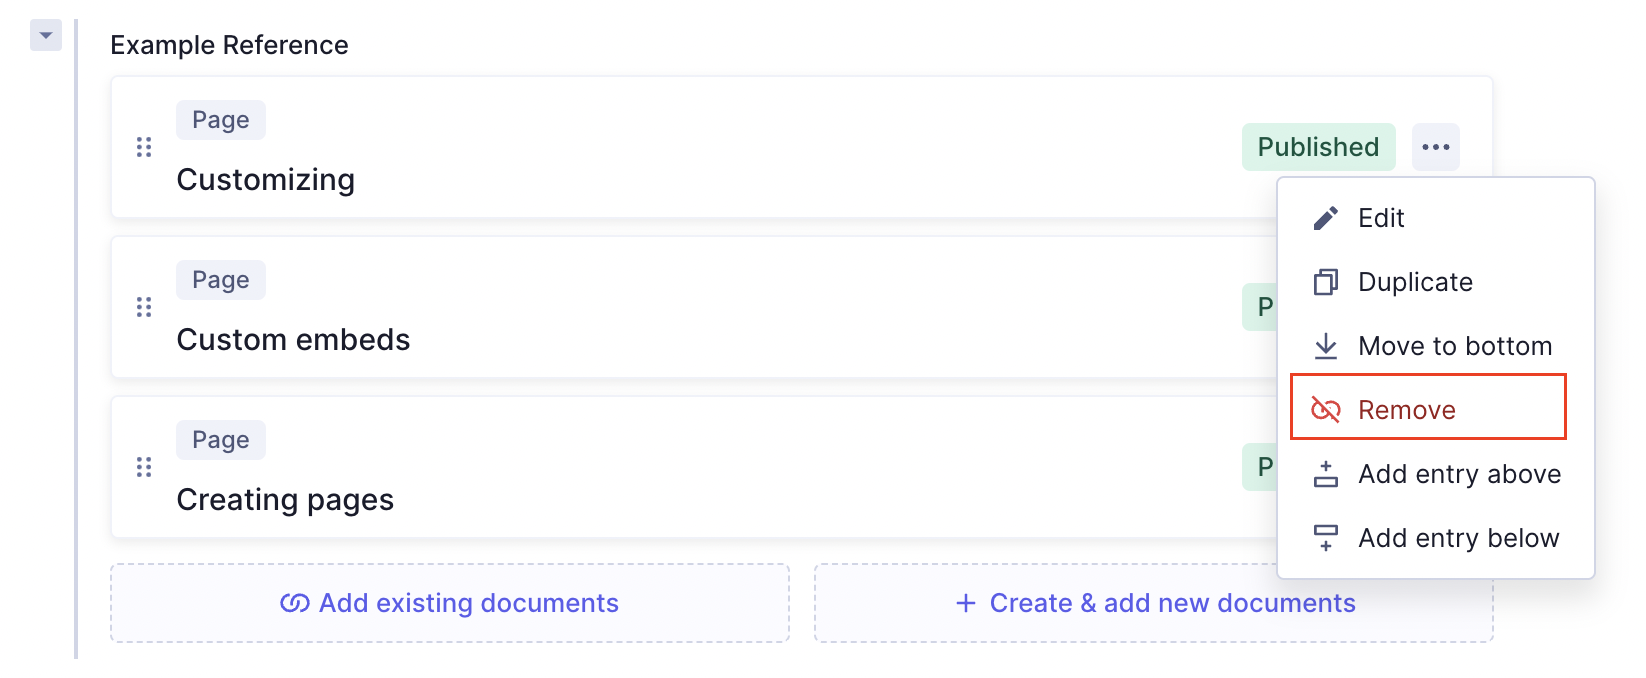 Example Reference
Page
Published
Customizing
Edit
Page
Duplicate
P
Custom embeds
Move to bottom
Remove
Page
P
Add entry above
Creating pages
Add entry below
Add existing documents
Create & add new documents